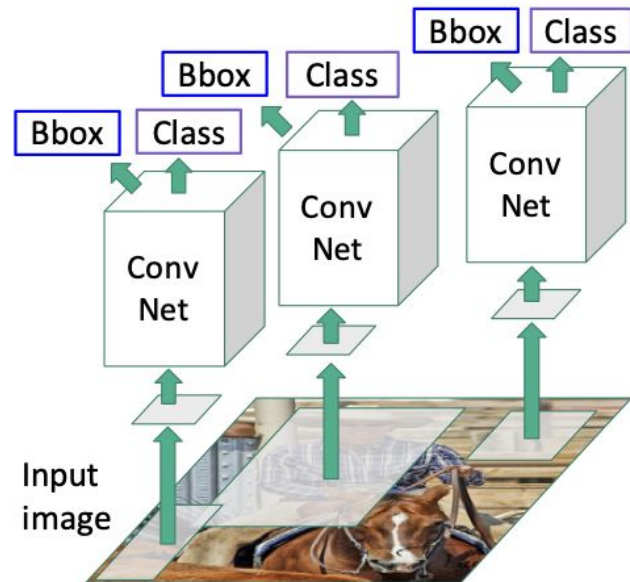 Bbox
Class
Bbox
Class
Bbox
Class
Conv
Net
Conv
Net
Conv
Net
Input
image